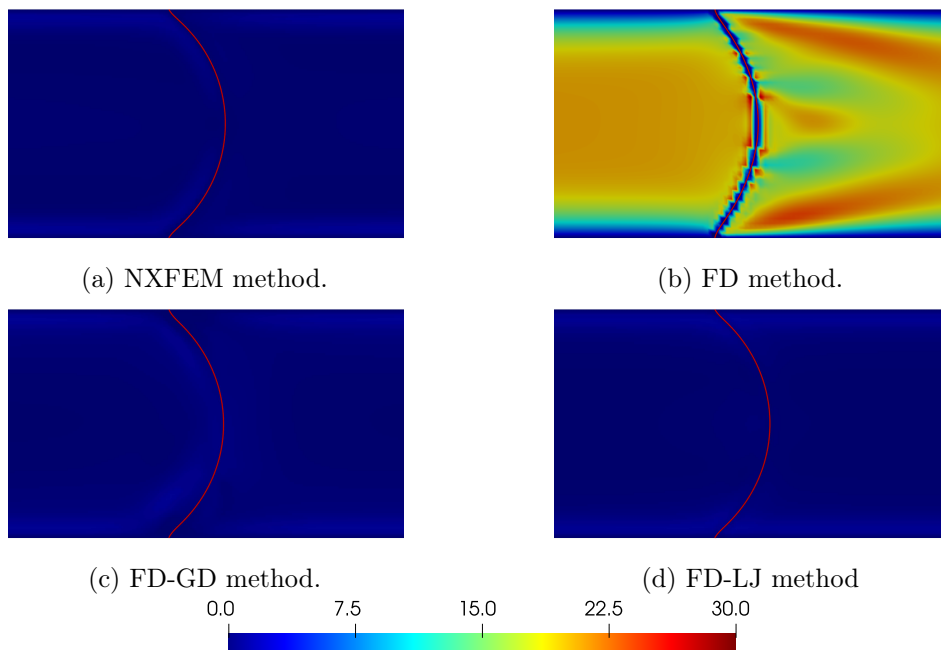 (a) NXFEM method.
(b) FD method.
(c) FD-GD method.
(d) FD-LJ method
0.0 7.5 15.0 22.5 30.0